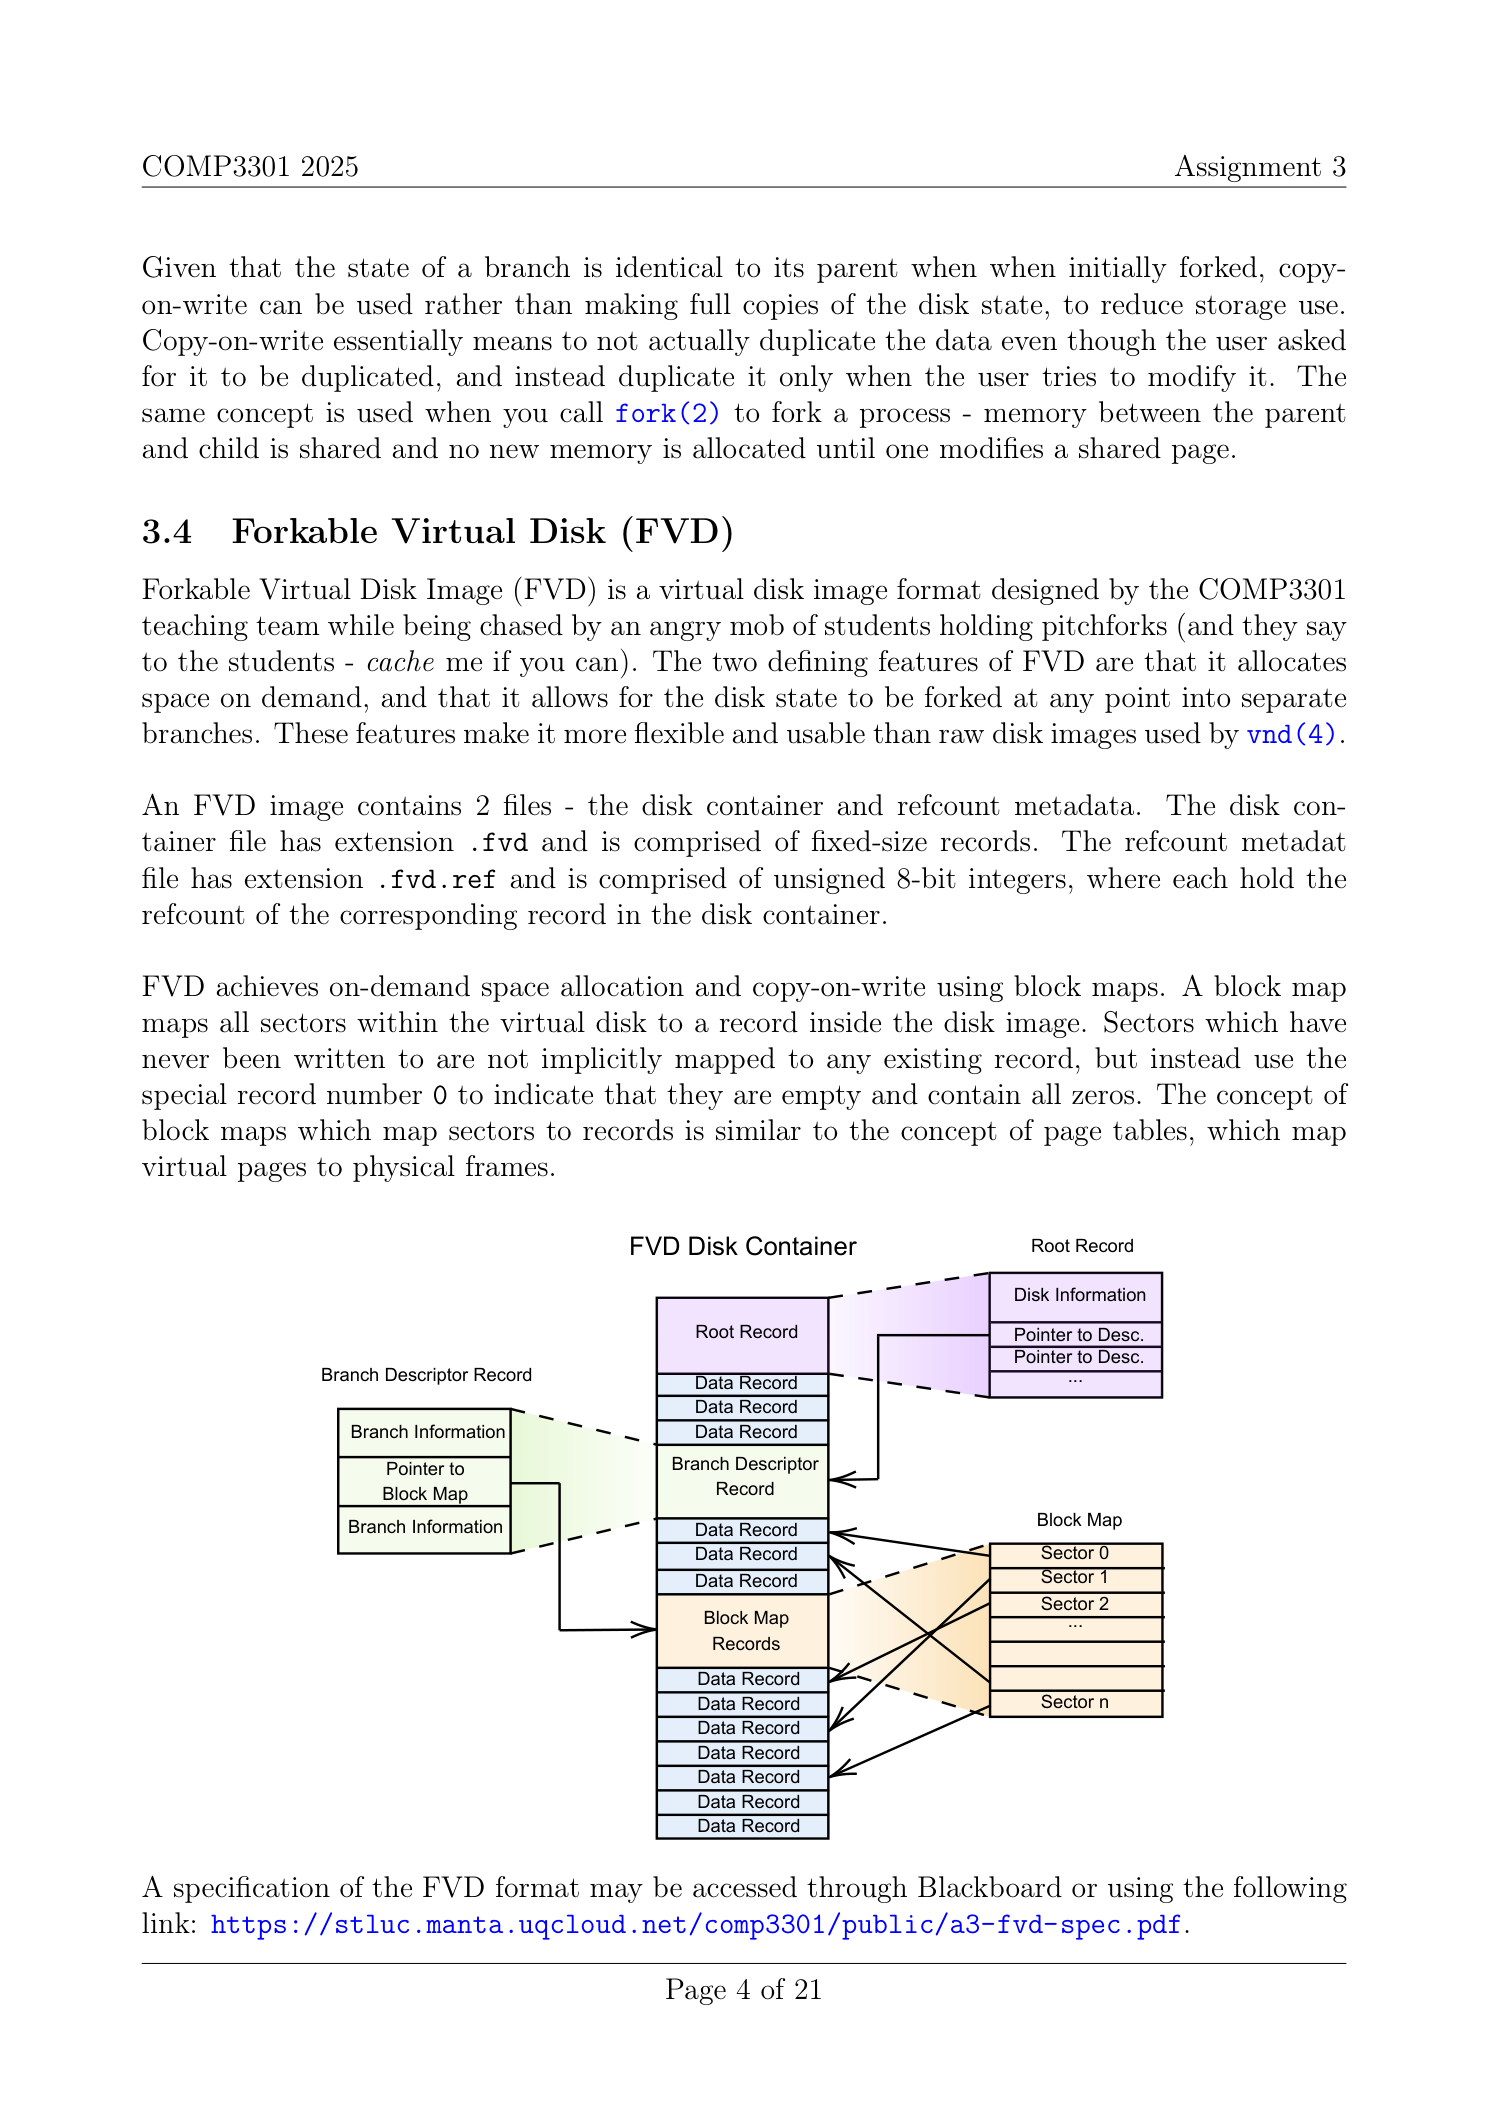 COMP3301 2025
Assignment 3
Given that the state of a branch is identical to its parent when when initially forked, copy-
on-write can be used rather than making full copies of the disk state, to reduce storage use.
Copy-on-write essentially means to not actually duplicate the data even though the user asked
for it to be duplicated, and instead duplicate it only when the user tries to modify it. The
same concept is used when you call fork(2) to fork a process - memory between the parent
and child is shared and no new memory is allocated until one modifies a shared page.
3.4 Forkable Virtual Disk (FVD)
Forkable Virtual Disk Image (FVD) is a virtual disk image format designed by the COMP3301
teaching team while being chased by an angry mob of students holding pitchforks (and they say
to the students - cache me if you can). The two defining features of FVD are that it allocates
space on demand, and that it allows for the disk state to be forked at any point into separate
branches. These features make it more flexible and usable than raw disk images used by vnd(4).
An FVD image contains 2 files - the disk container and refcount metadata. The disk con-
tainer file has extension .fvd and is comprised of fixed-size records. The refcount metadat
file has extension .fvd.ref and is comprised of unsigned 8-bit integers, where each hold the
refcount of the corresponding record in the disk container.
FVD achieves on-demand space allocation and copy-on-write using block maps. A block map
maps all sectors within the virtual disk to a record inside the disk image. Sectors which have
never been written to are not implicitly mapped to any existing record, but instead use the
special record number 0 to indicate that they are empty and contain all zeros. The concept of
block maps which map sectors to records is similar to the concept of page tables, which map
virtual pages to physical frames.
FVD Disk Container
Root Record
Data Record
Data Record
Data Record
Branch Descriptor
Record
Data Record
Data Record
Data Record
Block Map
Records
Data Record
Data Record
Data Record
Data Record
Data Record
Data Record
Data Record
Root Record
Disk Information
Pointer to Desc.
Pointer to Desc.
...
Branch Descriptor Record
Branch Information
Pointer to
Block Map
Branch Information
Block Map
Sector 0
Sector 1
Sector 2
...
Sector n
A specification of the FVD format may be accessed through Blackboard or using the following
link: https://stluc.manta.uqcloud.net/comp3301/public/a3-fvd-spec.pdf.
Page 4 of 21